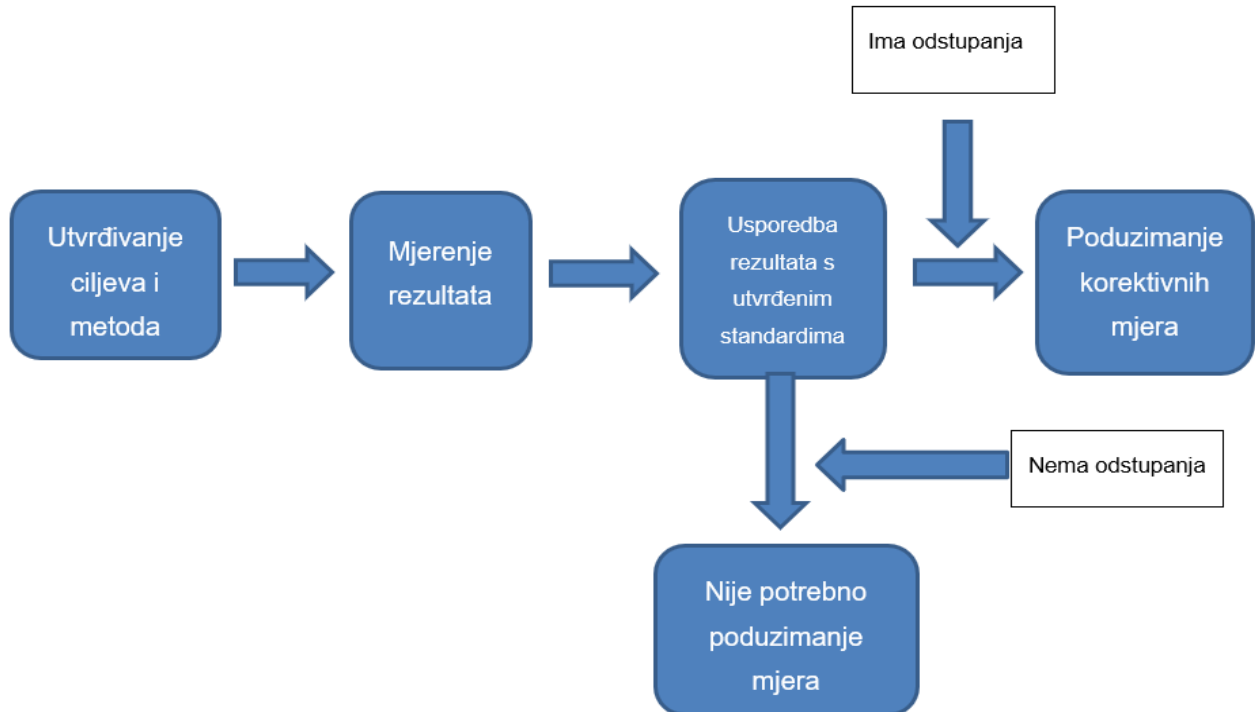 Ima odstupanja
Utvrđivanje
ciljeva i
metoda
Mjerenje
rezultata
Usporedba
rezultata s
utvrđenim
standardima
Poduzimanje
korektivnih
mjera
Nema odstupanja
Nije potrebno
poduzimanje
mjera